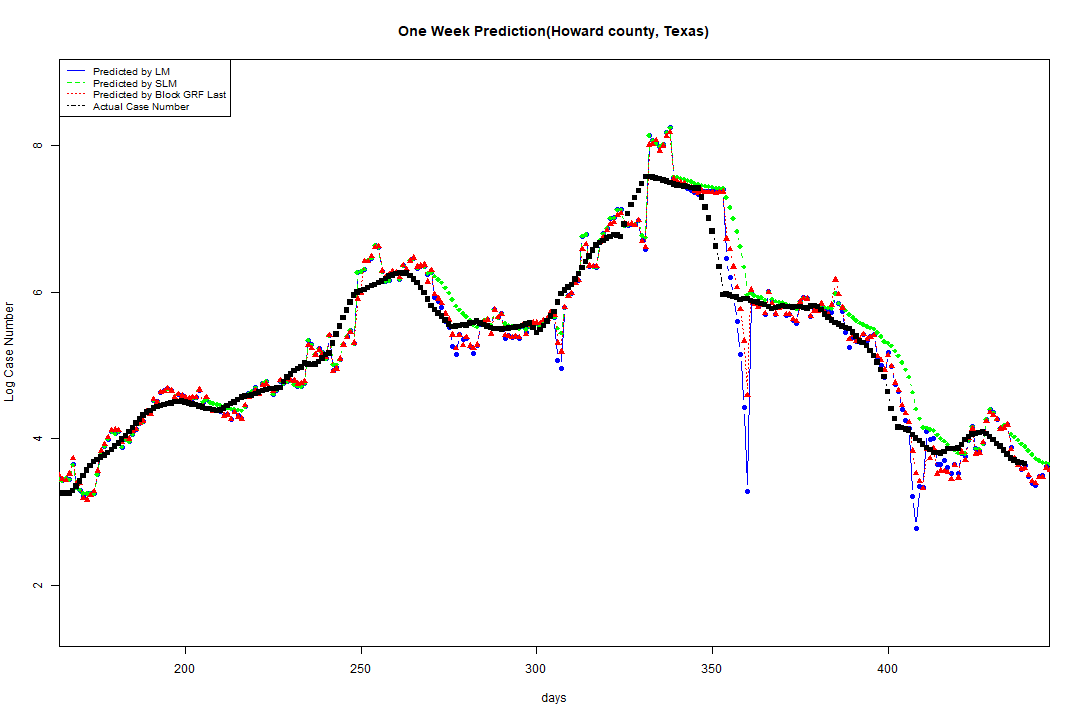 One Week Prediction(Howard county, Texas)
Predicted by LM
Predicted by SLM
Predicted by Block GRF Last
Actual Case Number
8
6
4
2
Log Case Number
200 250 300 350 400
days